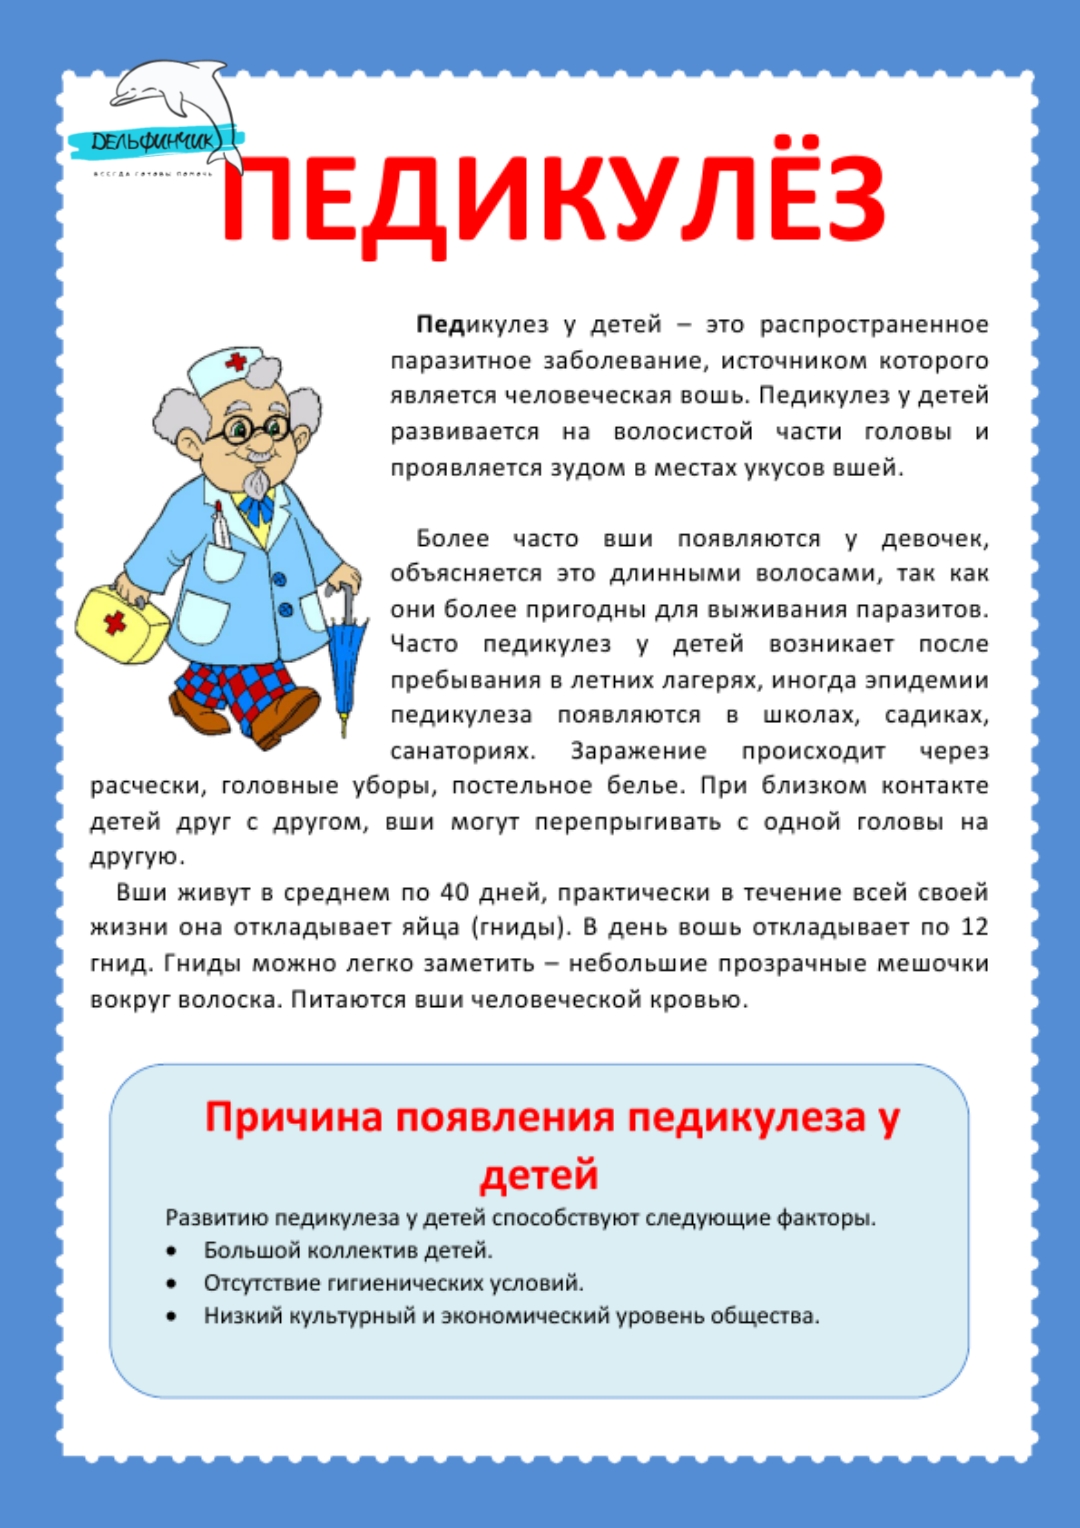 ДЕЛЬФИНЧИК
ВСЕГДА ГОТОВЫ ПОМОЧЬ
ПЕДИКУЛЁЗ
Педикулез у детей – это распространенное
паразитное заболевание, источником которого
является человеческая вошь. Педикулез у детей
развивается на волосистой части головы и
проявляется зудом в местах укусов вшей.
Более часто вши появляются у девочек,
объясняется это длинными волосами, так как
они более пригодны для выживания паразитов.
Часто педикулез у детей возникает после
пребывания в летних лагерях, иногда эпидемии
педикулеза появляются в школах, садиках,
санаториях. Заражение происходит через
расчески, головные уборы, постельное белье. При близком контакте
детей друг с другом, вши могут перепрыгивать с одной головы на
другую.
Вши живут в среднем по 40 дней, практически в течение всей своей
жизни она откладывает яйца (гниды). В день вошь откладывает по 12
гнид. Гниды можно легко заметить – небольшие прозрачные мешочки
вокруг волоска. Питаются вши человеческой кровью.
Причина появления педикулеза у
детей
Развитию педикулеза у детей способствуют следующие факторы.
• Большой коллектив детей.
• Отсутствие гигиенических условий.
• Низкий культурный и экономический уровень общества.